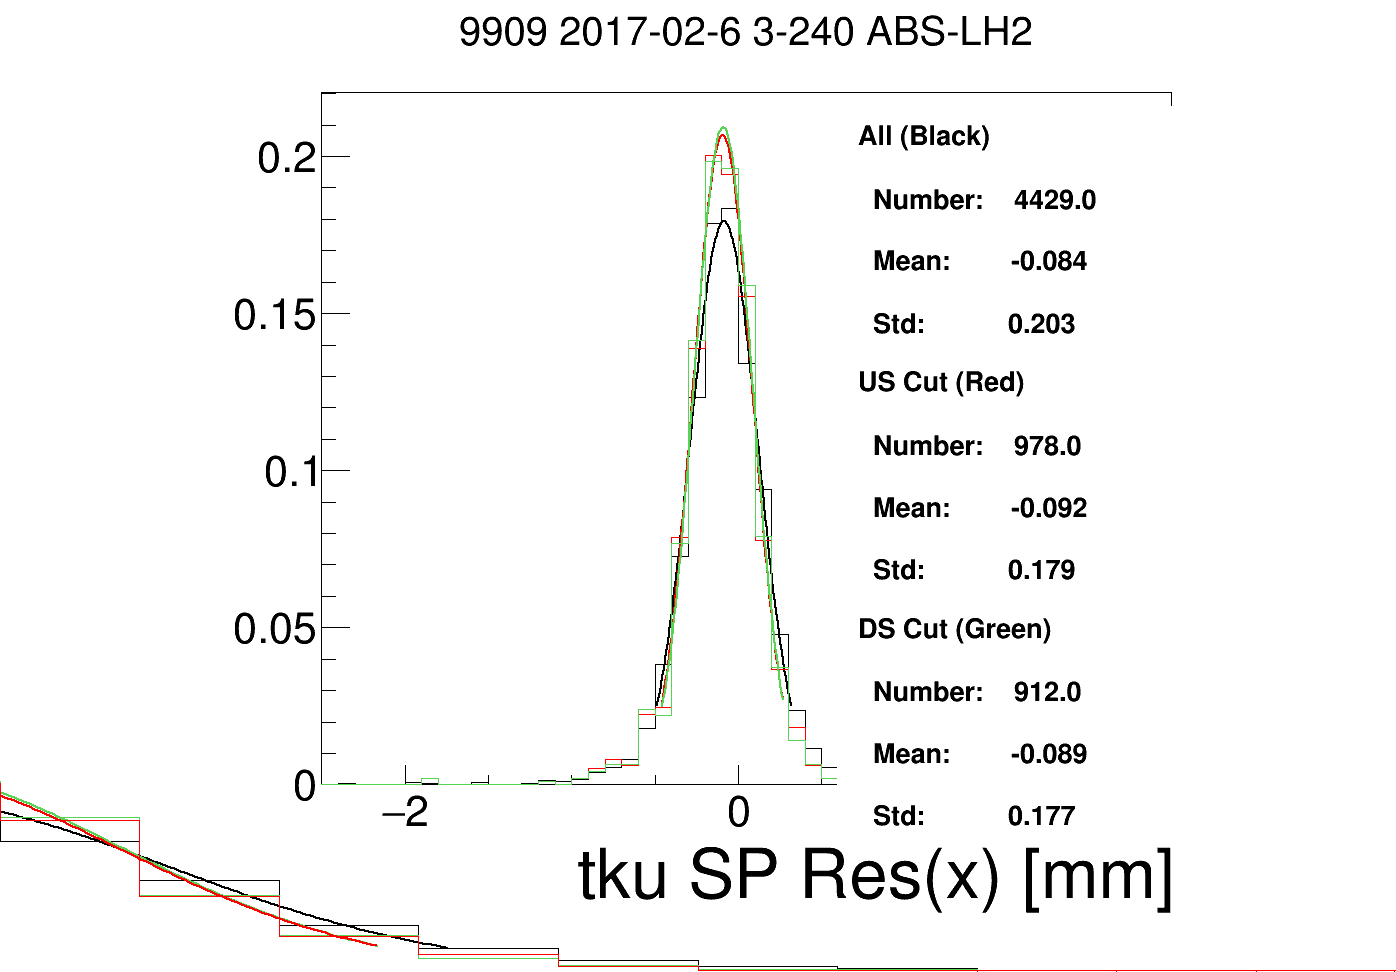 9909 2017-02-6 3-240 ABS-LH2
All (Black)
Number: 4429.0
Mean: -0.084
Std: 0.203
US Cut (Red)
Number: 978.0
Mean: -0.092
Std: 0.179
DS Cut (Green)
Number: 912.0
Mean: -0.089
Std: 0.177
0.2
0.15
0.1
0.05
0
−2 0
tku SP Res(x) [mm]